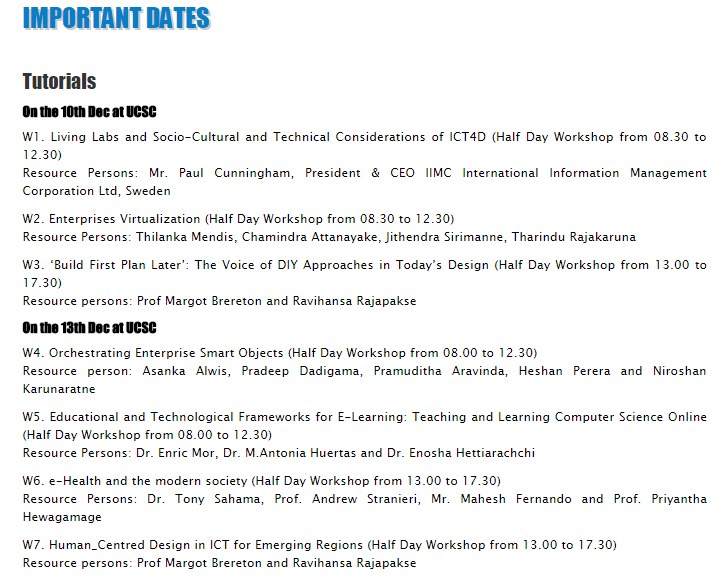 IMPORTANT DATES
Tutorials
On the 10th Dec at UCSC
W1. Living Labs and Socio-Cultural and Technical Considerations of ICT4D (Half Day Workshop from 08.30 to
12.30)
Resource Persons: Mr. Paul Cunningham, President & CEO IIMC International Information Management
Corporation Ltd, Sweden
W2. Enterprises Virtualization (Half Day Workshop from 08.30 to 12.30)
Resource Persons: Thilanka Mendis, Chamindra Attanayake, Jithendra Sirimanne, Tharindu Rajakaruna
W3. ‘Build First Plan Later’: The Voice of DIY Approaches in Today’s Design (Half Day Workshop from 13.00 to
17.30)
Resource persons: Prof Margot Brereton and Ravihansa Rajapakse
On the 13th Dec at UCSC
W4. Orchestrating Enterprise Smart Objects (Half Day Workshop from 08.00 to 12.30)
Resource person: Asanka Alwis, Pradeep Dadigama, Pramuditha Aravinda, Heshan Perera and Niroshan
Karunaratne
W5. Educational and Technological Frameworks for E-Learning: Teaching and Learning Computer Science Online
(Half Day Workshop from 08.00 to 12.30)
Resource Persons: Dr. Enric Mor, Dr. M.Antonia Huertas and Dr. Enosha Hettiarachchi
W6. e-Health and the modern society (Half Day Workshop from 13.00 to 17.30)
Resource Persons: Dr. Tony Sahama, Prof. Andrew Stranieri, Mr. Mahesh Fernando and Prof. Priyantha
Hewagamage
W7. Human_Centred Design in ICT for Emerging Regions (Half Day Workshop from 13.00 to 17.30)
Resource persons: Prof Margot Brereton and Ravihansa Rajapakse